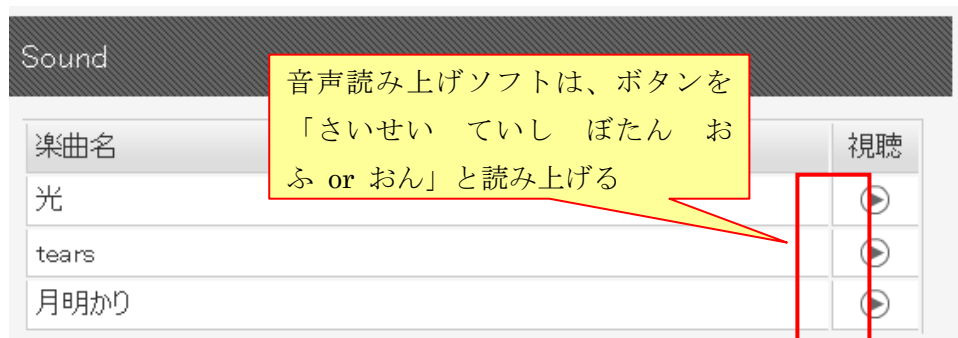 Sound
音声読み上げソフトは、ボタンを
「さいせい　ていし　ぼたん　お
ふ or おん」と読み上げる
楽曲名 視聴
光
tears
月明かり